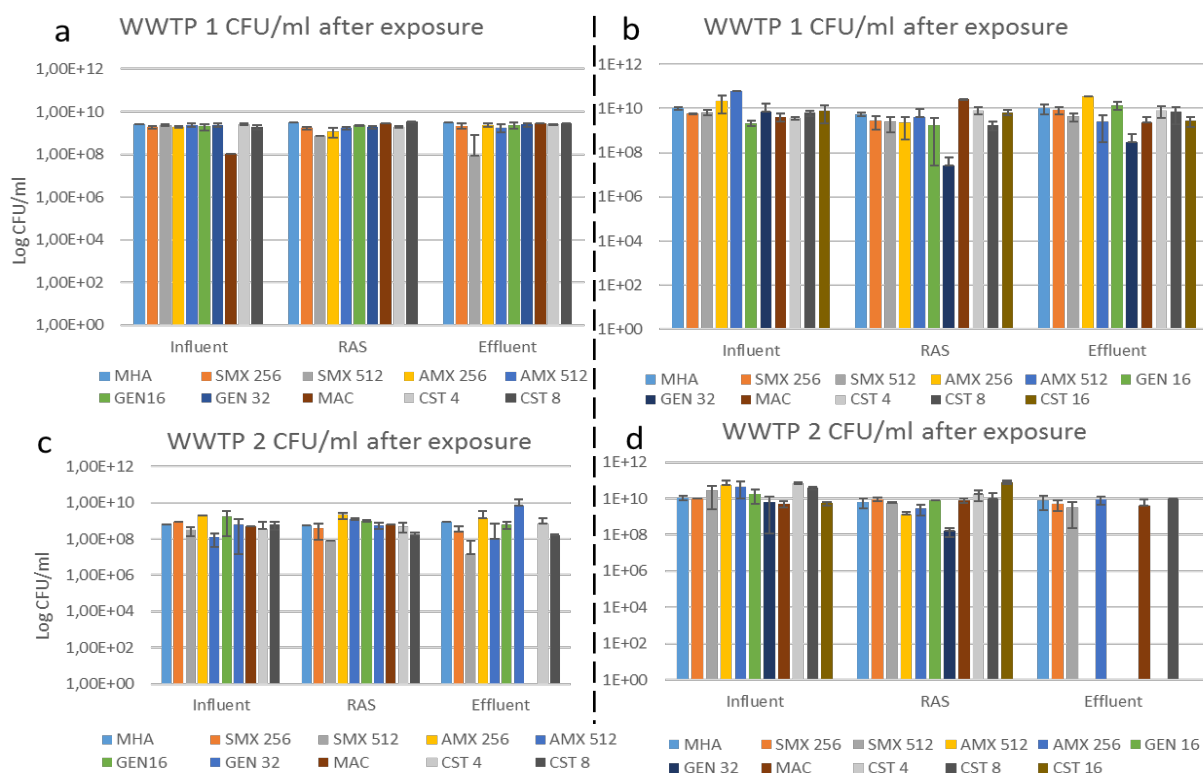 a
WWTP 1 CFU/ml after exposure
Log CFU/ml
1,00E+12
1,00E+10
1,00E+08
1,00E+06
1,00E+04
1,00E+02
1,00E+00
Influent RAS Effluent
MHA SMX 256 SMX 512 AMX 256 AMX 512
GEN16 GEN 32 MAC CST 4 CST 8
b
WWTP 1 CFU/ml after exposure
1E+12
1E+10
1E+08
1E+06
1E+04
1E+02
1E+00
Influent RAS Effluent
MHA SMX 256 SMX 512 AMX 256 AMX 512 GEN 16
GEN 32 MAC CST 4 CST 8 CST 16
c
WWTP 2 CFU/ml after exposure
Log CFU/ml
1,00E+12
1,00E+10
1,00E+08
1,00E+06
1,00E+04
1,00E+02
1,00E+00
Influent RAS Effluent
MHA SMX 256 SMX 512 AMX 256 AMX 512
GEN16 GEN 32 MAC CST 4 CST 8
d
WWTP 2 CFU/ml after exposure
1E+12
1E+10
1E+08
1E+06
1E+04
1E+02
1E+00
Influent RAS Effluent
MHA SMX 256 SMX 512 AMX 512 AMX 256 GEN 16
GEN 32 MAC CST 4 CST 8 CST 16